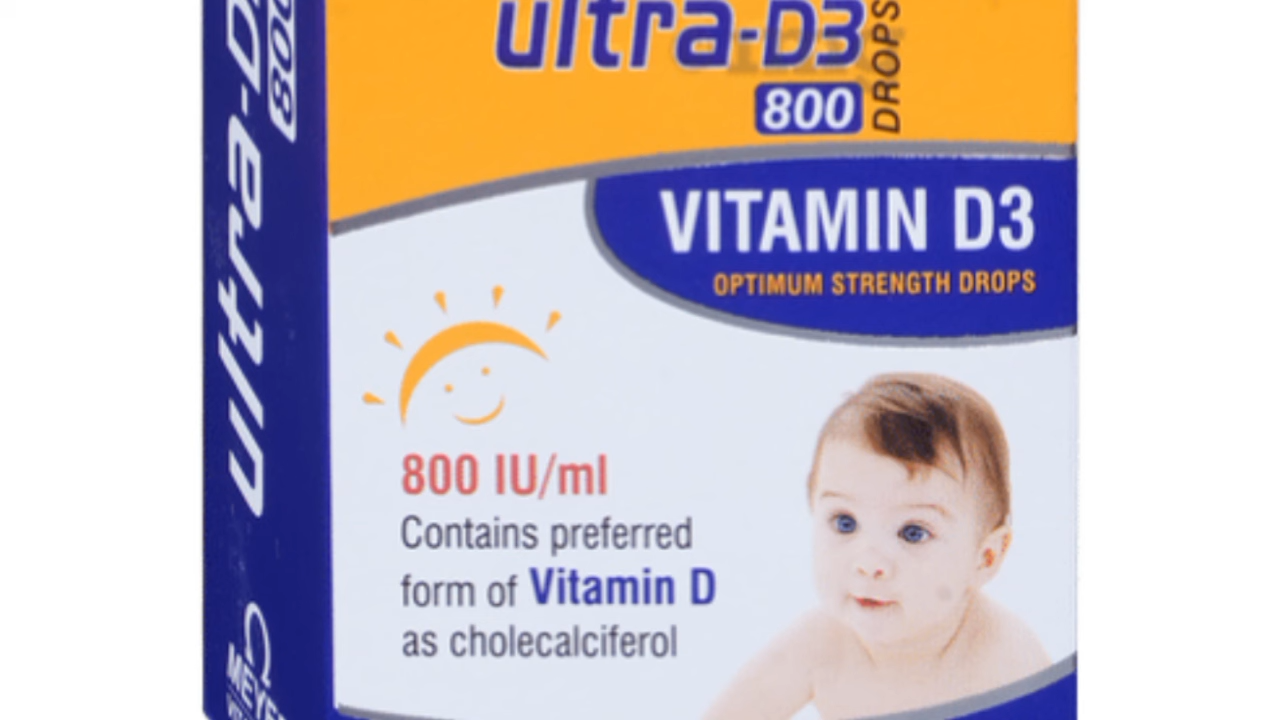 ultra-D3
DROPS
800
VITAMIN D3
OPTIMUM STRENGTH DROPS
800 IU/ml
Contains preferred
form of Vitamin D
as cholecalciferol
ultra-D
800